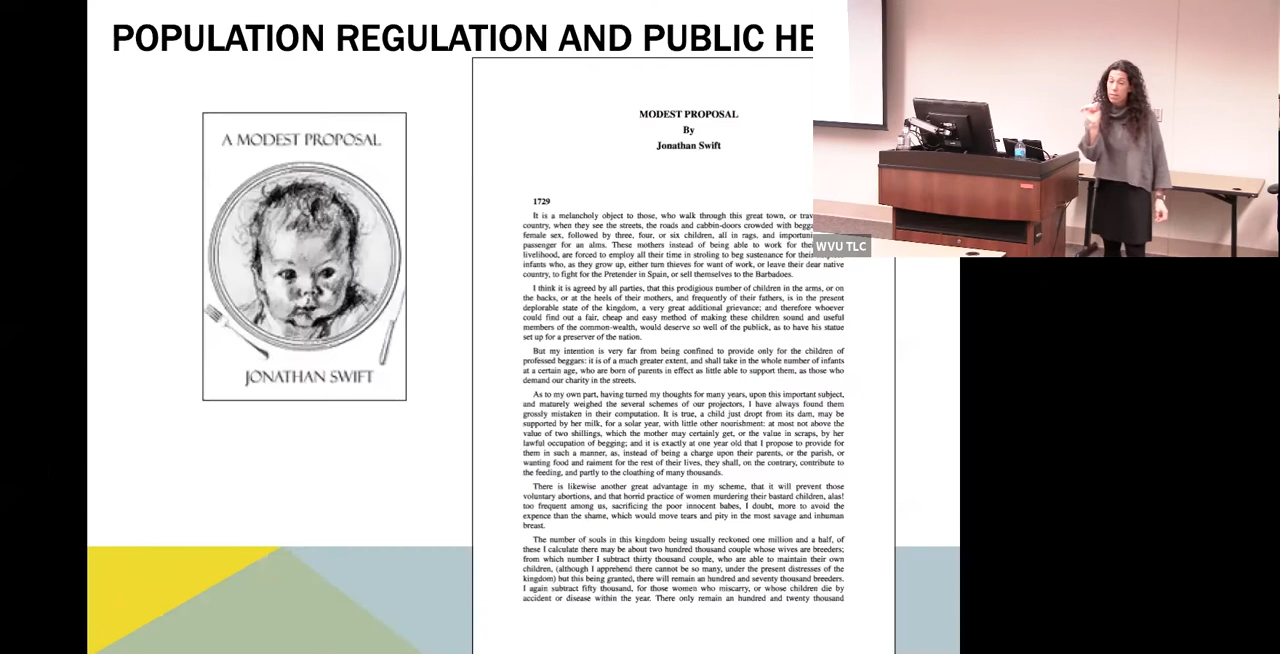 POPULATION REGULATION AND PUBLIC HE
A MODEST PROPOSAL
JONATHAN SWIFT
MODEST PROPOSAL
By
Jonathan Swift
1729
It is a melancholy object to those, who walk through this great town, or trav
country, when they see the streets, the roads and cabbin-doors crowded with begga
female sex, followed by three, four, or six children, all in rags, and importuni
passenger for an alms. These mothers instead of being able to work for the
livelihood, are forced to employ all their time in stroling to beg sustenance for thei
infants who, as they grow up, either turn thieves for want of work, or leave their dear native
country, to fight for the Pretender in Spain, or sell themselves to the Barbadoes.
I think it is agreed by all parties, that this prodigious number of children in the arms, or on
the backs, or at the heels of their mothers, and frequently of their fathers, is in the present
deplorable state of the kingdom, a very great additional grievance; and therefore whoever
could find out a fair, cheap and easy method of making these children sound and useful
members of the common-wealth, would deserve so well of the publick, as to have his statue
set up for a preserver of the nation.
But my intention is very far from being confined to provide only for the children of
professed beggars: it is of a much greater extent, and shall take in the whole number of infants
at a certain age, who are born of parents in effect as little able to support them, as those who
demand our charity in the streets.
As to my own part, having turned my thoughts for many years, upon this important subject,
and maturely weighed the several schemes of our projectors, I have always found them
grossly mistaken in their computation. It is true, a child just dropt from its dam, may be
supported by her milk, for a solar year, with little other nourishment: at most not above the
value of two shillings, which the mother may certainly get, or the value in scraps, by her
lawful occupation of begging; and it is exactly at one year old that I propose to provide for
them in such a manner, as, instead of being a charge upon their parents, or the parish, or
wanting food and raiment for the rest of their lives, they shall, on the contrary, contribute to
the feeding, and partly to the cloathing of many thousands.
There is likewise another great advantage in my scheme, that it will prevent those
voluntary abortions, and that horrid practice of women murdering their bastard children, alas!
too frequent among us, sacrificing the poor innocent babes, I doubt, more to avoid the
expence than the shame, which would move tears and pity in the most savage and inhuman
breast.
The number of souls in this kingdom being usually reckoned one million and a half, of
these I calculate there may be about two hundred thousand couple whose wives are breeders;
from which number I subtract thirty thousand couple, who are able to maintain their own
children, (although I apprehend there cannot be so many, under the present distresses of the
kingdom) but this being granted, there will remain an hundred and seventy thousand breeders.
I again subtract fifty thousand, for those women who miscarry, or whose children die by
accident or disease within the year. There only remain an hundred and twenty thousand
WVU TLC